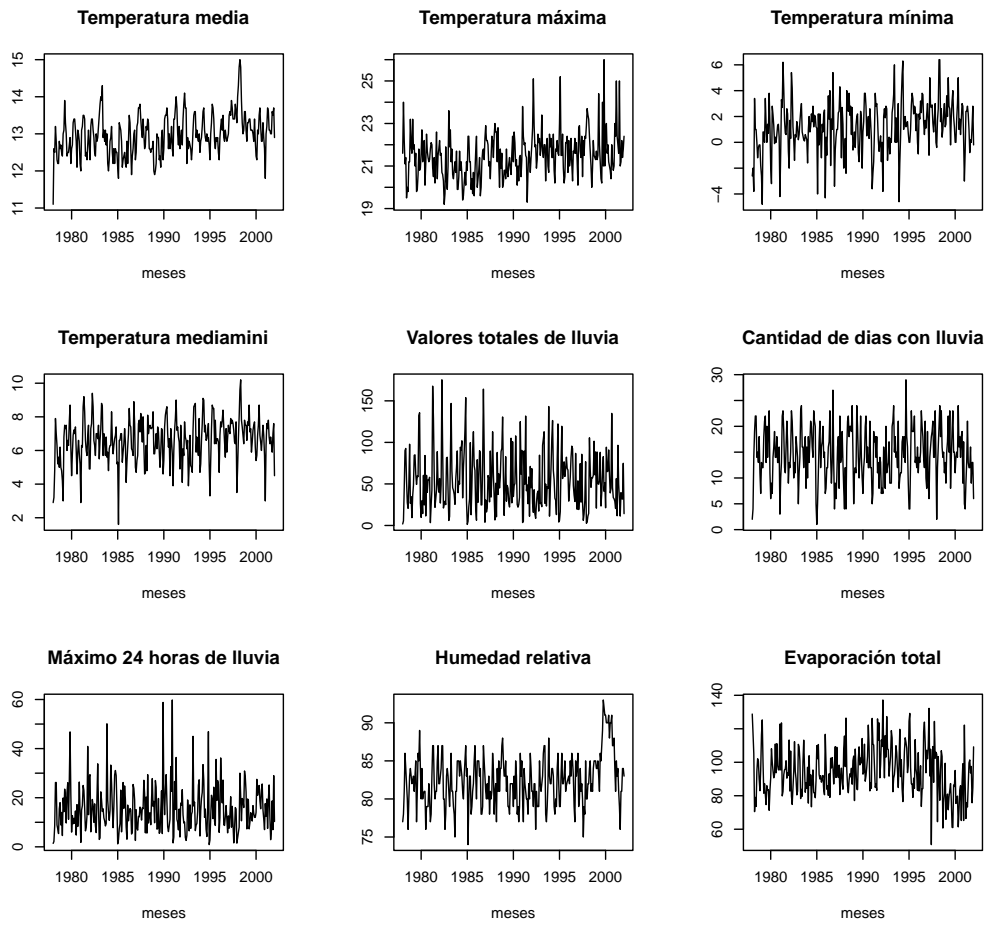 Temperatura media
Temperatura máxima
Temperatura mínima
15
14
13
12
11
1980 1985 1990 1995 2000
meses
25
23
22
21
19
1980 1985 1990 1995 2000
meses
6
4
2
0
−4
1980 1985 1990 1995 2000
meses
Temperatura mediamini
Valores totales de lluvia
Cantidad de dias con lluvia
10
8
6
4
2
1980 1985 1990 1995 2000
meses
150
100
50
0
1980 1985 1990 1995 2000
meses
30
20
15
10
5
0
1980 1985 1990 1995 2000
meses
Máximo 24 horas de lluvia
Humedad relativa
Evaporación total
60
40
20
10
0
1980 1985 1990 1995 2000
meses
90
85
80
75
1980 1985 1990 1995 2000
meses
140
100
80
60
1980 1985 1990 1995 2000
meses